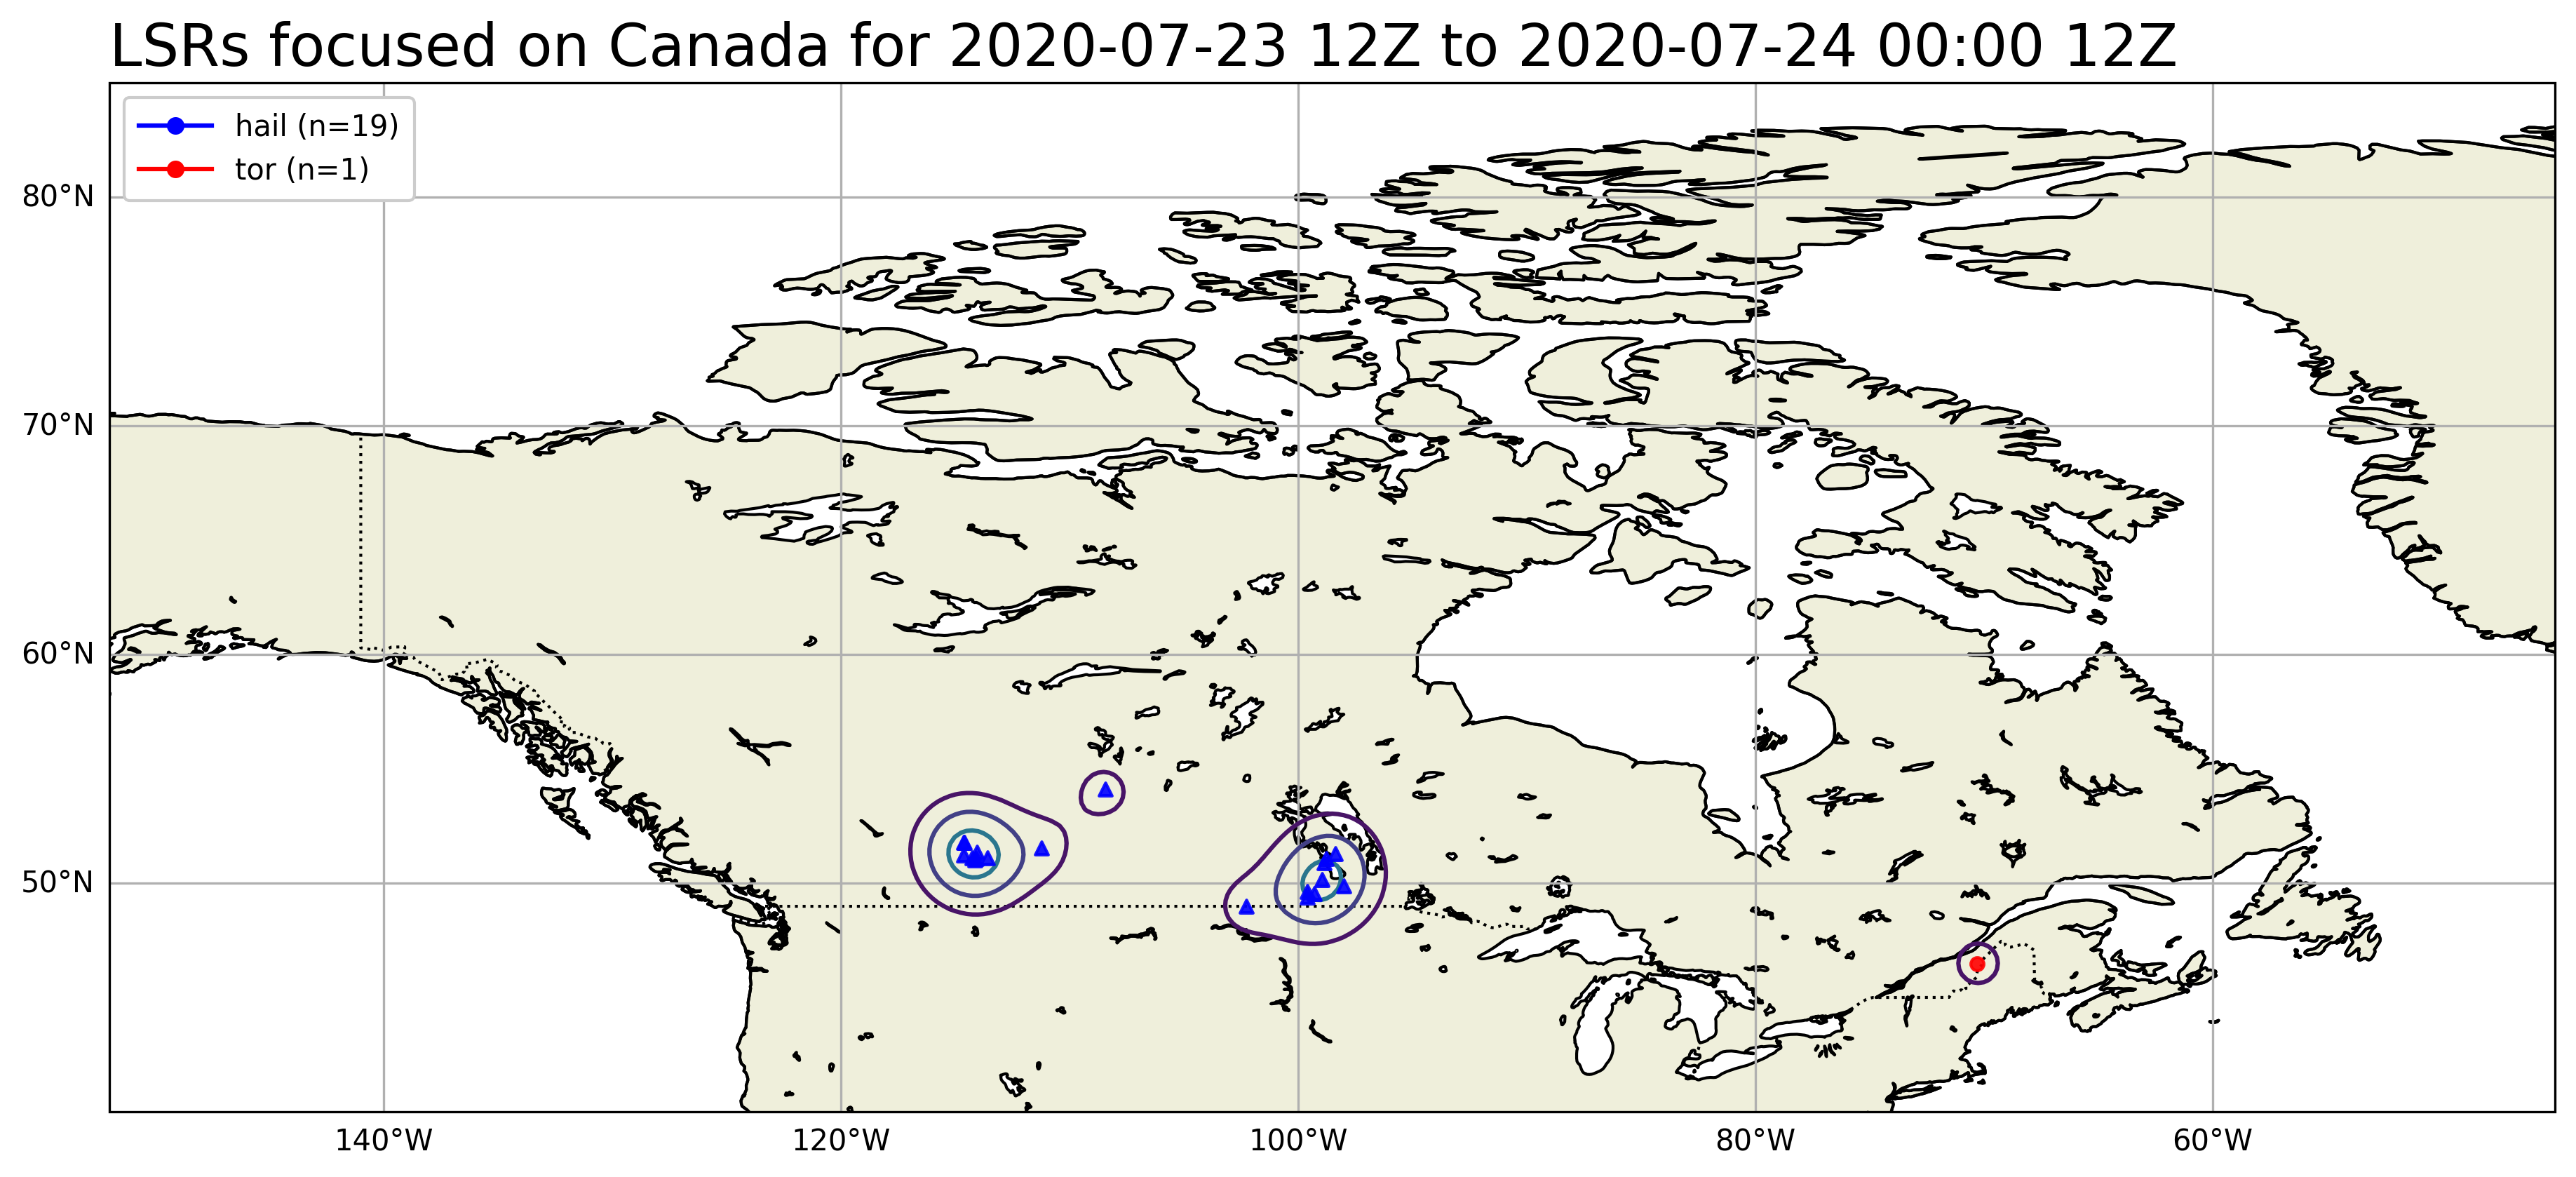 LSRs focused on Canada for 2020-07-23 12Z to 2020-07-24 00:00 12Z
hail (n=19)
tor (n=1)
80°N
70°N
60°N
50°N
140°W
120°W
100°W
80°W
60°W